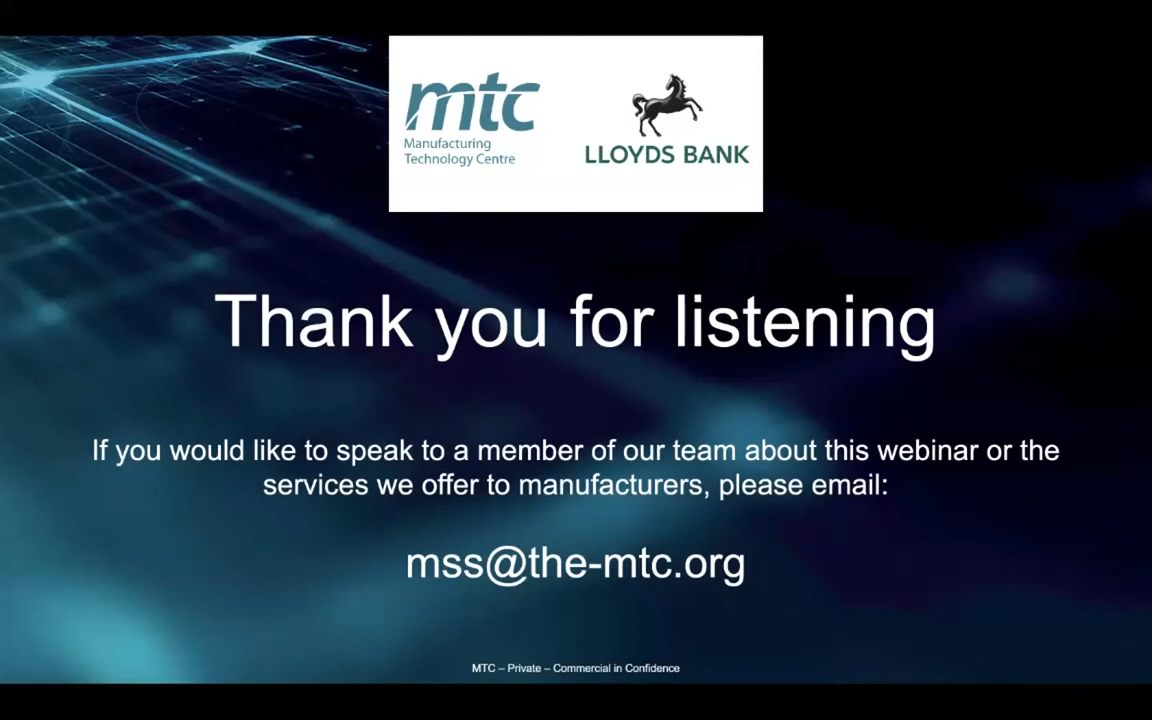 mtc
Manufacturing
Technology Centre
LLOYDS BANK
Thank you for listening
If you would like to speak to a member of our team about this webinar or the
services we offer to manufacturers, please email:
mss@the-mtc.org
MTC – Private – Commercial in Confidence